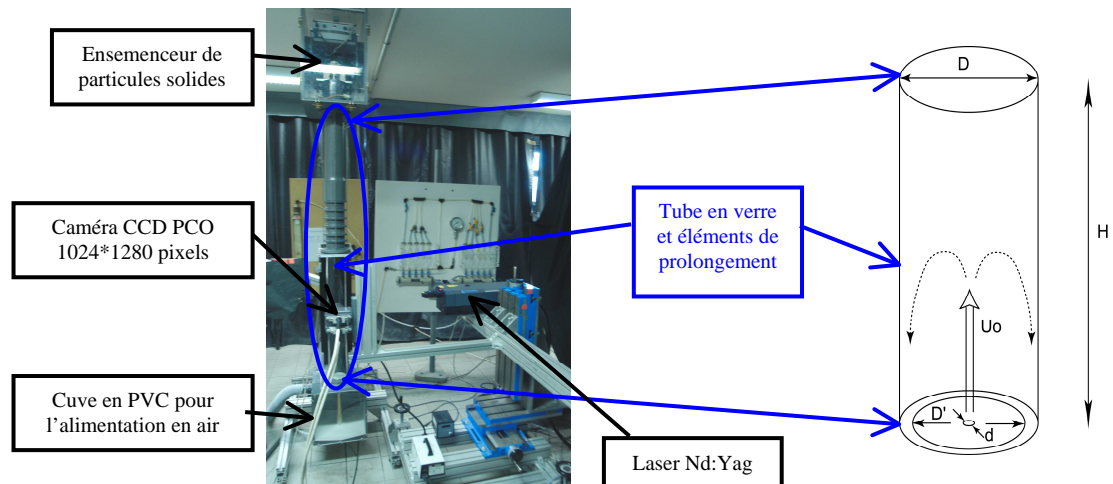 Ensemenceur de
particules solides
Caméra CCD PCO
1024*1280 pixels
Cuve en PVC pour
l'alimentation en air
Tube en verre
et éléments de
prolongement
Laser Nd:Yag
D
H
Uo
D'
d